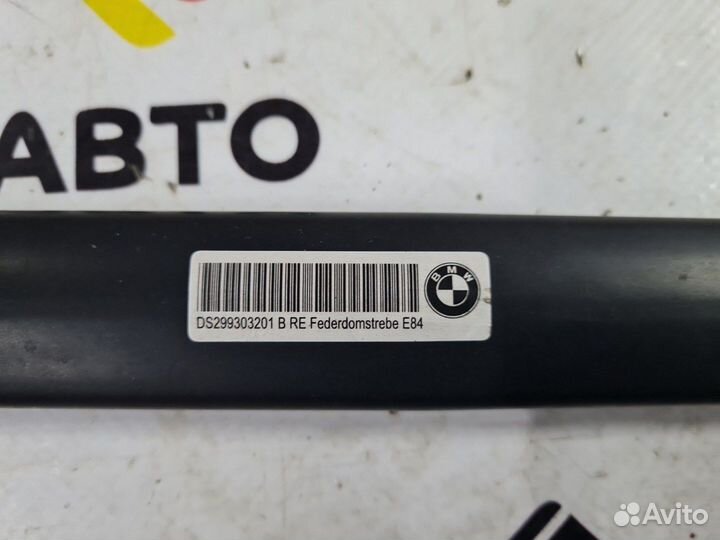 АВТО
BMW
DS299303201 B RE Federdomstrebe E84
Avito